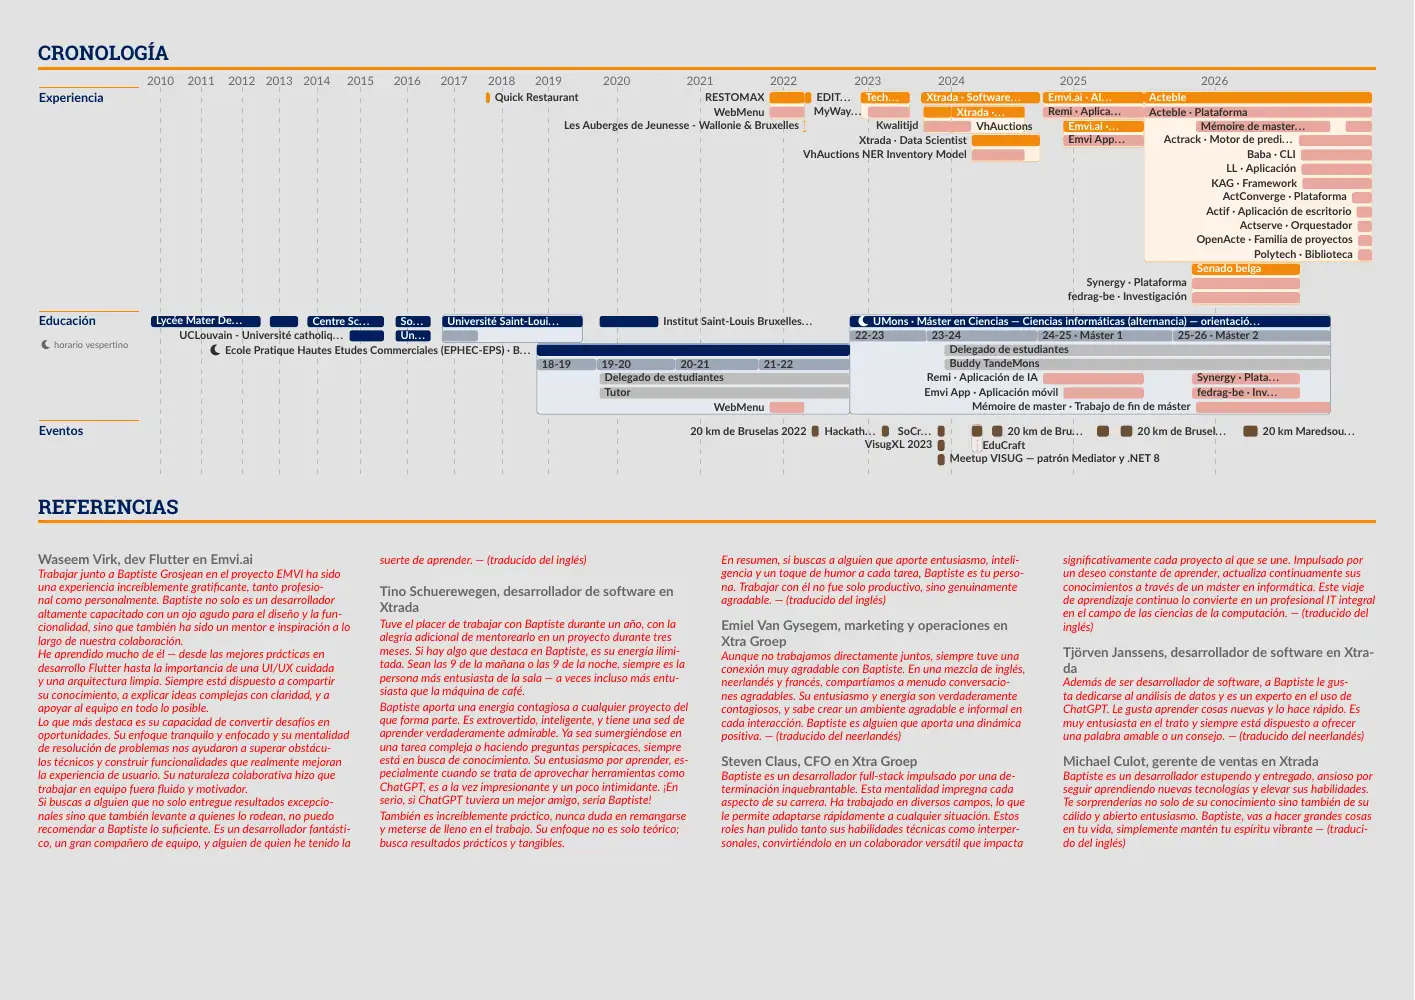 CRONOLOGÍA
2010 2011 2012 2013 2014 2015 2016 2017 2018 2019 2020 2021 2022 2023 2024 2025 2026
Experiencia
Quick Restaurant RESTOMAX EDIT... Tech... Xtrada · Software... Emvi.ai · AI... Acteble
WebMenu MyWay... Xtrada ·... Remi · Aplica... Acteble · Plataforma
Les Auberges de Jeunesse - Wallonie & Bruxelles Kwalitijd VhAuctions Emvi.ai ·... Mémoire de master...
Xtrada · Data Scientist Emvi App... Actrack · Motor de predi...
VhAuctions NER Inventory Model Baba · CLI
LL · Aplicación
KAG · Framework
ActConverge · Plataforma
Actif · Aplicación de escritorio
Actserve · Orquestador
OpenActe · Familia de proyectos
Polytech · Biblioteca
Senado belga
Synergy · Plataforma
fedrag-be · Investigación
Educación
Lycée Mater De... Centre Sc... So... Université Saint-Loui... Institut Saint-Louis Bruxelles... UMons · Máster en Ciencias — Ciencias informáticas (alternancia) — orientació...
UCLouvain - Université catholiq... Un... 22-23 23-24 24-25 · Máster 1 25-26 · Máster 2
horario vespertino
Ecole Pratique Hautes Etudes Commerciales (EPHEC-EPS) · B... Delegado de estudiantes
18-19 19-20 20-21 21-22 Buddy TandeMons
Delegado de estudiantes Remi · Aplicación de IA Synergy · Plata...
Tutor Emvi App · Aplicación móvil fedrag-be · Inv...
WebMenu Mémoire de master · Trabajo de fin de máster
Eventos
20 km de Bruselas 2022 Hackath... SoCr... 20 km de Bru... 20 km de Brusel... 20 km Maredsou...
VisugXL 2023 EduCraft
Meetup VISUG — patrón Mediator y .NET 8
REFERENCIAS
Waseem Virk, dev Flutter en Emvi.ai
Trabajar junto a Baptiste Grosjean en el proyecto EMVI ha sido
una experiencia increíblemente gratificante, tanto profesio-
nal como personalmente. Baptiste no solo es un desarrollador
altamente capacitado con un ojo agudo para el diseño y la fun-
cionalidad, sino que también ha sido un mentor e inspiración a lo
largo de nuestra colaboración.
He aprendido mucho de él — desde las mejores prácticas en
desarrollo Flutter hasta la importancia de una UI/UX cuidada
y una arquitectura limpia. Siempre está dispuesto a compartir
su conocimiento, a explicar ideas complejas con claridad, y a
apoyar al equipo en todo lo posible.
Lo que más destaca es su capacidad de convertir desafíos en
oportunidades. Su enfoque tranquilo y enfocado y su mentalidad
de resolución de problemas nos ayudaron a superar obstácu-
los técnicos y construir funcionalidades que realmente mejoran
la experiencia de usuario. Su naturaleza colaborativa hizo que
trabajar en equipo fuera fluido y motivador.
Si buscas a alguien que no solo entregue resultados excepcio-
nales sino que también levante a quienes lo rodean, no puedo
recomendar a Baptiste lo suficiente. Es un desarrollador fantásti-
co, un gran compañero de equipo, y alguien de quien he tenido la
suerte de aprender. — (traducido del inglés)
Tino Schuerewegen, desarrollador de software en
Xtrada
Tuve el placer de trabajar con Baptiste durante un año, con la
alegría adicional de mentorearlo en un proyecto durante tres
meses. Si hay algo que destaca en Baptiste, es su energía ilimi-
tada. Sean las 9 de la mañana o las 9 de la noche, siempre es la
persona más entusiasta de la sala — a veces incluso más entu-
siasta que la máquina de café.
Baptiste aporta una energía contagiosa a cualquier proyecto del
que forma parte. Es extrovertido, inteligente, y tiene una sed de
aprender verdaderamente admirable. Ya sea sumergiéndose en
una tarea compleja o haciendo preguntas perspicaces, siempre
está en busca de conocimiento. Su entusiasmo por aprender, es-
pecialmente cuando se trata de aprovechar herramientas como
ChatGPT, es a la vez impresionante y un poco intimidante. ¡En
serio, si ChatGPT tuviera un mejor amigo, sería Baptiste!
También es increíblemente práctico, nunca duda en remangarse
y meterse de lleno en el trabajo. Su enfoque no es solo teórico;
busca resultados prácticos y tangibles.
En resumen, si buscas a alguien que aporte entusiasmo, inteli-
gencia y un toque de humor a cada tarea, Baptiste es tu perso-
na. Trabajar con él no fue solo productivo, sino genuinamente
agradable. — (traducido del inglés)
Emiel Van Gysegem, marketing y operaciones en
Xtra Groep
Aunque no trabajamos directamente juntos, siempre tuve una
conexión muy agradable con Baptiste. En una mezcla de inglés,
neerlandés y francés, compartíamos a menudo conversacio-
nes agradables. Su entusiasmo y energía son verdaderamente
contagiosos, y sabe crear un ambiente agradable e informal en
cada interacción. Baptiste es alguien que aporta una dinámica
positiva. — (traducido del neerlandés)
Steven Claus, CFO en Xtra Groep
Baptiste es un desarrollador full-stack impulsado por una de-
terminación inquebrantable. Esta mentalidad impregna cada
aspecto de su carrera. Ha trabajado en diversos campos, lo que
le permite adaptarse rápidamente a cualquier situación. Estos
roles han pulido tanto sus habilidades técnicas como interper-
sonales, convirtiéndolo en un colaborador versátil que impacta
significativamente cada proyecto al que se une. Impulsado por
un deseo constante de aprender, actualiza continuamente sus
conocimientos a través de un máster en informática. Este viaje
de aprendizaje continuo lo convierte en un profesional IT integral
en el campo de las ciencias de la computación. — (traducido del
inglés)
Tjörven Janssens, desarrollador de software en Xtra-
da
Además de ser desarrollador de software, a Baptiste le gus-
ta dedicarse al análisis de datos y es un experto en el uso de
ChatGPT. Le gusta aprender cosas nuevas y lo hace rápido. Es
muy entusiasta en el trato y siempre está dispuesto a ofrecer
una palabra amable o un consejo. — (traducido del neerlandés)
Michael Culot, gerente de ventas en Xtrada
Baptiste es un desarrollador estupendo y entregado, ansioso por
seguir aprendiendo nuevas tecnologías y elevar sus habilidades.
Te sorprenderías no solo de su conocimiento sino también de su
cálido y abierto entusiasmo. Baptiste, vas a hacer grandes cosas
en tu vida, simplemente mantén tu espíritu vibrante — (traduci-
do del inglés)